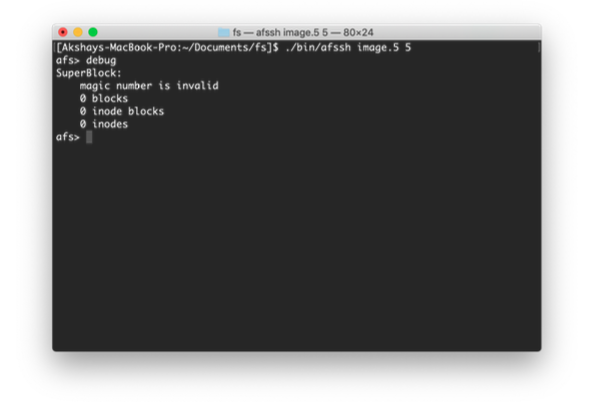 fs — afssh image.5 5 — 80×24
[Akshays-MacBook-Pro:~/Documents/fs]$ ./bin/afssh image.5 5
afs> debug
SuperBlock:
    magic number is invalid
    0 blocks
    0 inode blocks
    0 inodes
afs>